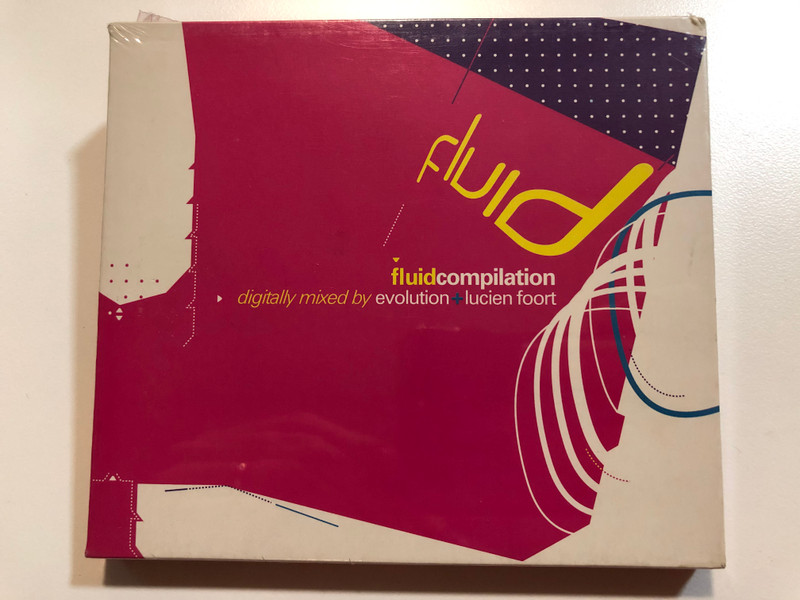 fluid
fluidcompilation
digitally mixed by evolution+lucien foort